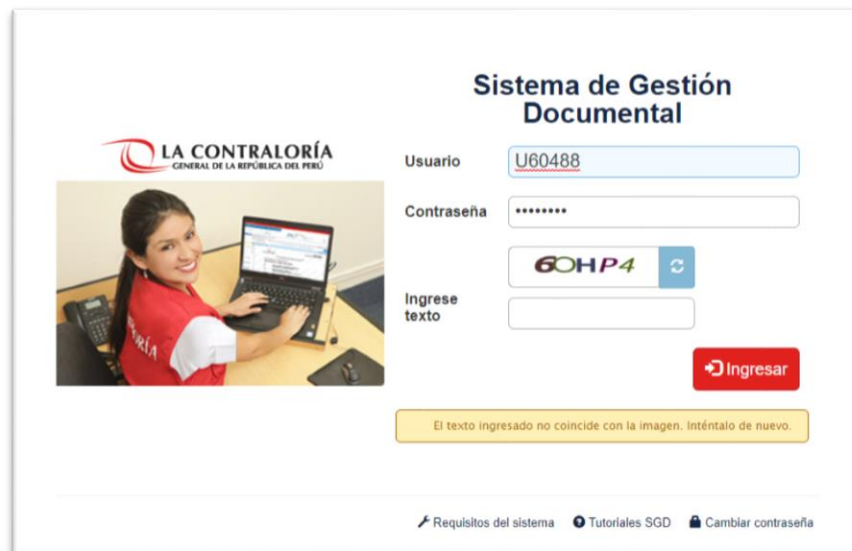 Sistema de Gestión
Documental
LA CONTRALORÍA
GENERAL DE LA REPÚBLICA DEL PERÚ
Usuario
U60488
Contraseña
••••••••
6OHP4
Ingrese
texto
Ingresar
El texto ingresado no coincide con la imagen. Inténtalo de nuevo.
Requisitos del sistema
Tutoriales SGD
Cambiar contraseña